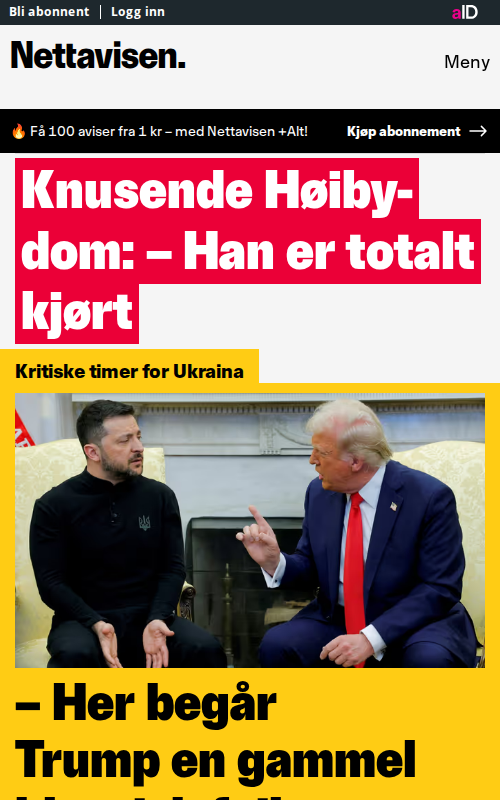 Bli abonnent | Logg inn
aID
Nettavisen.
Meny
🔥 Få 100 aviser fra 1 kr – med Nettavisen +Alt!
Kjøp abonnement →
Knusende Høiby-
dom: – Han er totalt
kjørt
Kritiske timer for Ukraina
– Her begår
Trump en gammel